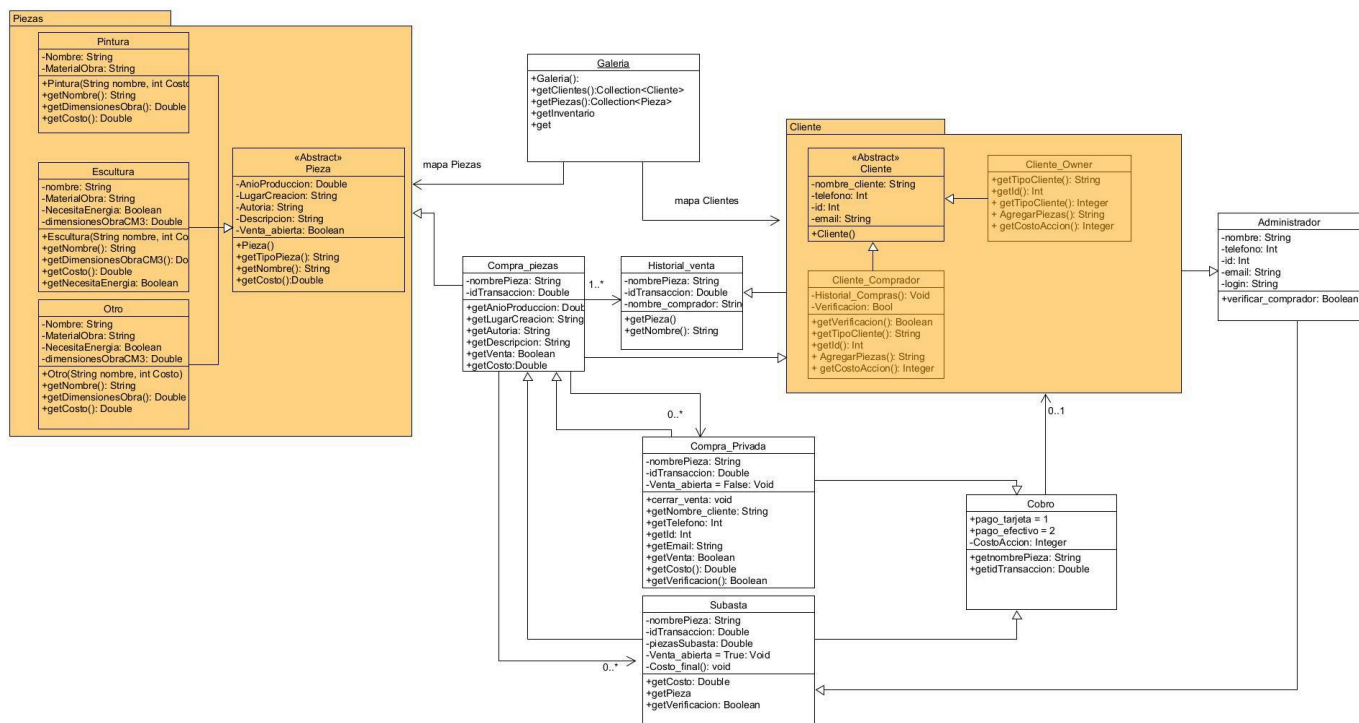 Piezas
Pintura
-Nombre: String
-MaterialObra: String
+Pintura(String nombre, int Costo
+getNombre(): String
+getDimensionesObra(): Double
+getCosto(): Double
Escultura
-nombre: String
-MaterialObra: String
-NecesitaEnergia: Boolean
-dimensionesObraCM3: Double
+Escultura(String nombre, int Co
+getNombre(): String
+getDimensionesObraCM3(): Do
+getCosto(): Double
+getNecesitaEnergia: Boolean
Otro
-Nombre: String
-MaterialObra: String
-NecesitaEnergia: Boolean
-dimensionesObraCM3: Double
+Otro(String nombre, int Costo)
+getNombre(): String
+getDimensionesObra(): Double
+getCosto(): Double
«Abstract»
Pieza
-AnioProduccion: Double
-LugarCreacion: String
-Autoria: String
-Descripcion: String
-Venta_abierta: Boolean
+Pieza()
+getTipoPieza(): String
+getNombre(): String
+getCosto():Double
Galeria
+Galeria():
+getClientes():Collection<Cliente>
+getPiezas():Collection<Pieza>
+getInventario
+get
mapa Piezas
mapa Clientes
Compra_piezas
-nombrePieza: String
-idTransaccion: Double
+getAnioProduccion: Doub
+getLugarCreacion: String
+getAutoria: String
+getDescripcion: String
+getVenta: Boolean
+getCosto:Double
1..*
Historial_venta
-nombrePieza: String
-idTransaccion: Double
-nombre_comprador: Strin
+getPieza()
+getNombre(): String
Cliente
«Abstract»
Cliente
-nombre_cliente: String
-telefono: Int
-id: Int
-email: String
+Cliente()
Cliente_Owner
+getTipoCliente(): String
+getId(): Int
+ getTipoCliente(): Integer
+ AgregarPiezas(): String
+ getCostoAccion(): Integer
Cliente_Comprador
-Historial_Compras(): Void
-Verificacion: Bool
+getVerificacion(): Boolean
+getTipoCliente(): String
+getId(): Int
+ AgregarPiezas(): String
+ getCostoAccion(): Integer
Administrador
-nombre: String
-telefono: Int
-id: Int
-email: String
-login: String
+verificar_comprador: Boolean
0..*
0..1
Compra_Privada
-nombrePieza: String
-idTransaccion: Double
-Venta_abierta = False: Void
+cerrar_venta: void
+getNombre_cliente: String
+getTelefono: Int
+getId: Int
+getEmail: String
+getVenta: Boolean
+getCosto(): Double
+getVerificacion(): Boolean
Cobro
+pago_tarjeta = 1
+pago_efectivo = 2
-CostoAccion: Integer
+getnombrePieza: String
+getidTransaccion: Double
Subasta
-nombrePieza: String
-idTransaccion: Double
-piezasSubasta: Double
-Venta_abierta = True: Void
-Costo_final(): void
+getCosto: Double
+getPieza
+getVerificacion: Boolean
0..*